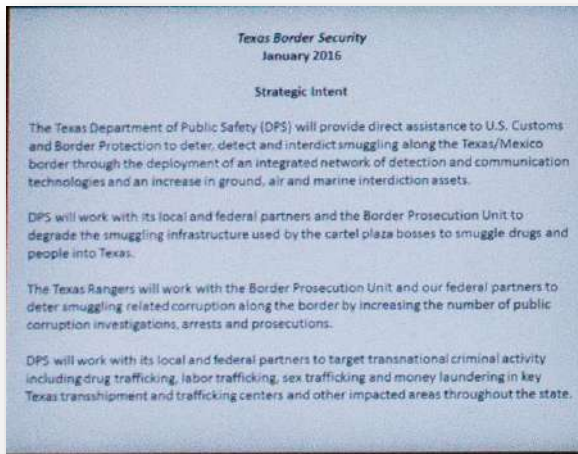 Texas Border Security
January 2016
Strategic Intent
The Texas Department of Public Safety (DPS) will provide direct assistance to U.S. Customs
and Border Protection to deter, detect and interdict smuggling along the Texas/Mexico
border through the deployment of an integrated network of detection and communication
technologies and an increase in ground, air and marine interdiction assets.
DPS will work with its local and federal partners and the Border Prosecution Unit to
degrade the smuggling infrastructure used by the cartel plaza bosses to smuggle drugs and
people into Texas.
The Texas Rangers will work with the Border Prosecution Unit and our federal partners to
deter smuggling related corruption along the border by increasing the number of public
corruption investigations, arrests and prosecutions.
DPS will work with its local and federal partners to target transnational criminal activity
including drug trafficking, labor trafficking, sex trafficking and money laundering in key
Texas transshipment and trafficking centers and other impacted areas throughout the state.